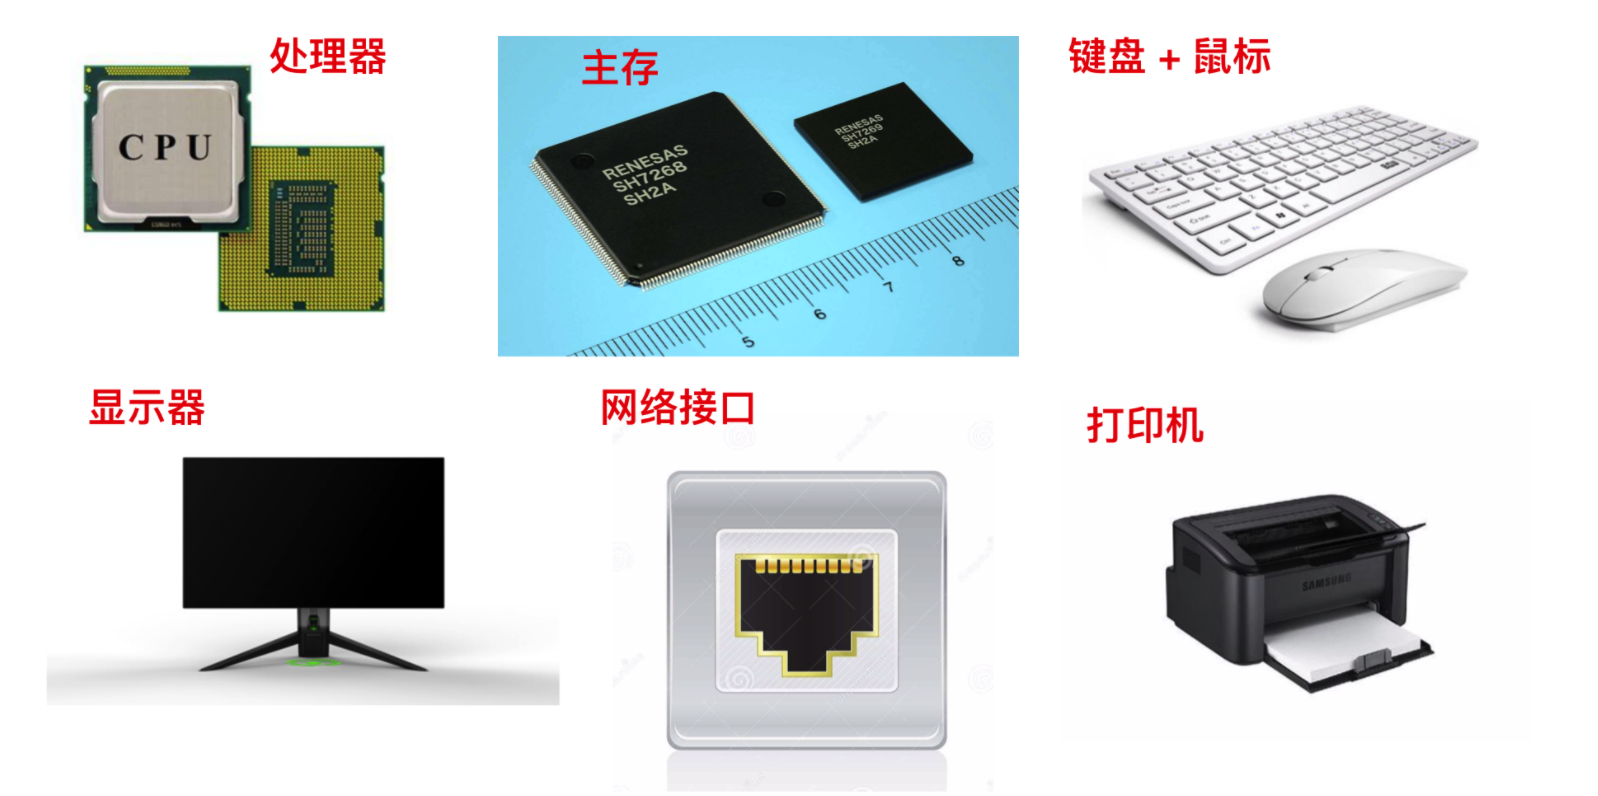 处理器
CPU
主存
RENESAS
SH7268
SH2A
RENESAS
SH7269
SH2A
5
6
7
8
键盘 + 鼠标
显示器
网络接口
打印机
SAMSUNG